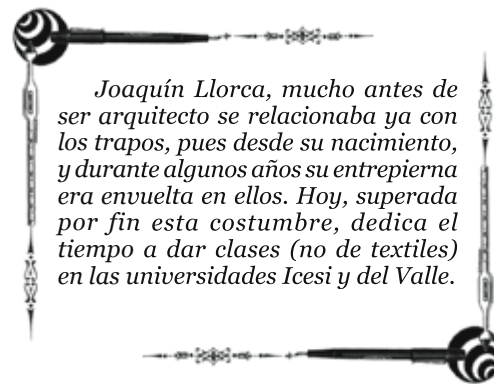 Joaquín Llorca, mucho antes de
ser arquitecto se relacionaba ya con
los trapos, pues desde su nacimiento,
y durante algunos años su entrepierna
era envuelta en ellos. Hoy, superada
por fin esta costumbre, dedica el
tiempo a dar clases (no de textiles)
en las universidades Icesi y del Valle.